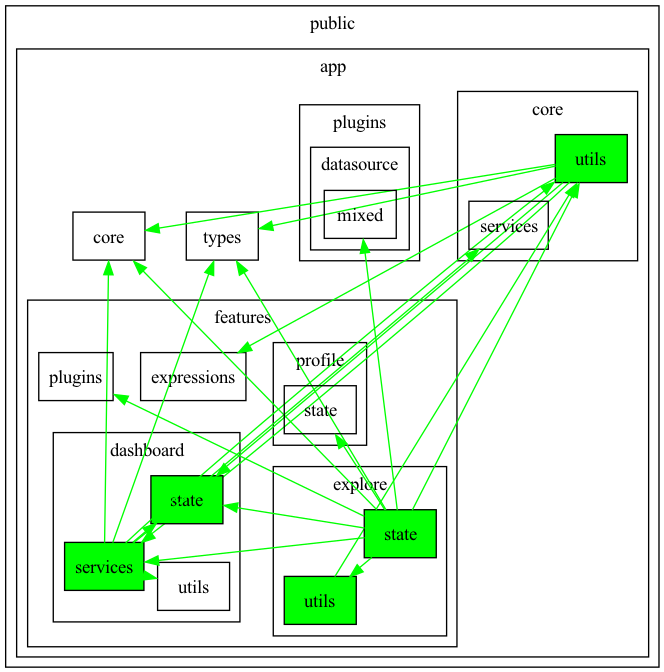 public
app
plugins
core
datasource
utils
mixed
services
core
types
features
plugins
expressions
profile
state
dashboard
state
explore
state
services
utils
utils